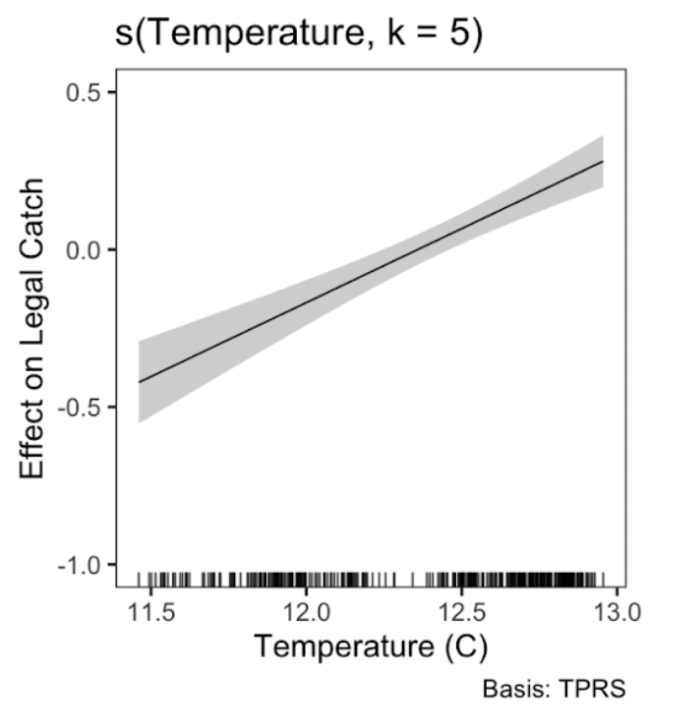 s(Temperature, k = 5)
0.5
0.0
-0.5
-1.0
Effect on Legal Catch
11.5 12.0 12.5 13.0
Temperature (C)
Basis: TPRS